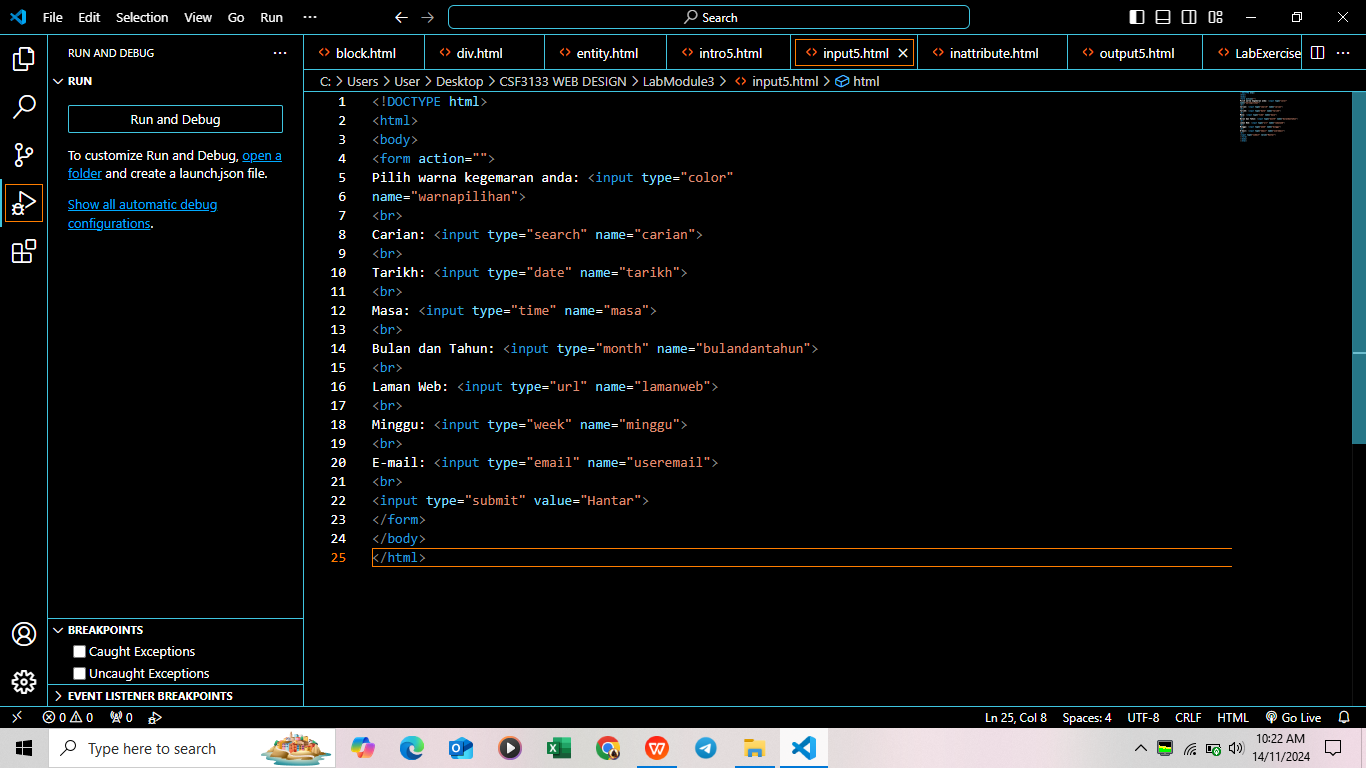 File Edit Selection View Go Run ··· Search
RUN AND DEBUG ···
block.html div.html entity.html intro5.html input5.html inattribute.html output5.html LabExercise ···
RUN
C: > Users > User > Desktop > CSF3133 WEB DESIGN > LabModule3 > input5.html > html
Run and Debug
To customize Run and Debug, open a
folder and create a launch.json file.
Show all automatic debug
configurations.
1 <!DOCTYPE html>
2 <html>
3 <body>
4 <form action="">
5 Pilih warna kegemaran anda: <input type="color"
6 name="warnapilihan">
7 <br>
8 Carian: <input type="search" name="carian">
9 <br>
10 Tarikh: <input type="date" name="tarikh">
11 <br>
12 Masa: <input type="time" name="masa">
13 <br>
14 Bulan dan Tahun: <input type="month" name="bulandantahun">
15 <br>
16 Laman Web: <input type="url" name="lamanweb">
17 <br>
18 Minggu: <input type="week" name="minggu">
19 <br>
20 E-mail: <input type="email" name="useremail">
21 <br>
22 <input type="submit" value="Hantar">
23 </form>
24 </body>
25 </html>
BREAKPOINTS
Caught Exceptions
Uncaught Exceptions
EVENT LISTENER BREAKPOINTS
0 0 0 Ln 25, Col 8 Spaces: 4 UTF-8 CRLF HTML Go Live
Type here to search
10:22 AM
14/11/2024